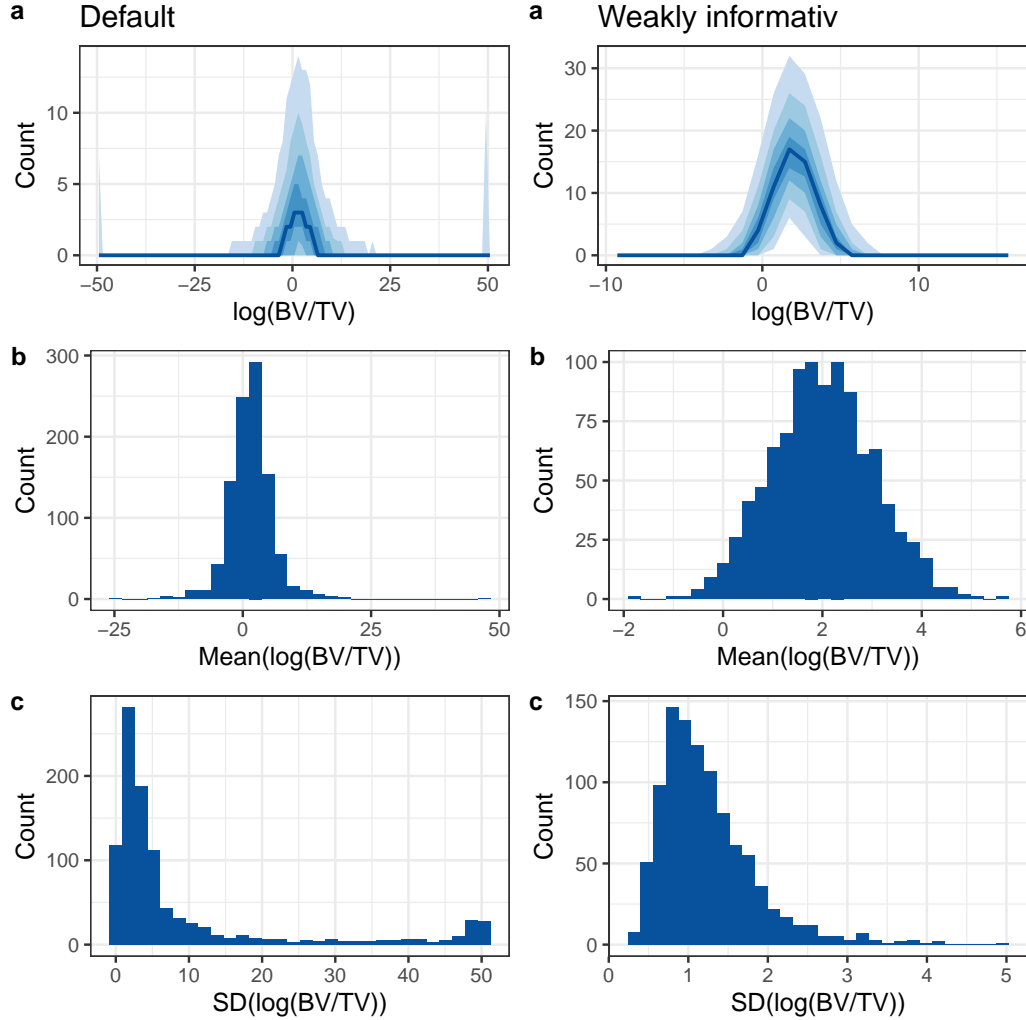 a Default
Count
0
5
10
−50
−25
0
25
50
log(BV/TV)
a Weakly informativ
Count
0
10
20
30
−10
0
10
log(BV/TV)
b
Count
0
100
200
300
−25
0
25
50
Mean(log(BV/TV))
b
Count
0
25
50
75
100
−2
0
2
4
6
Mean(log(BV/TV))
c
Count
0
100
200
0
10
20
30
40
50
SD(log(BV/TV))
c
Count
0
50
100
150
0
1
2
3
4
5
SD(log(BV/TV))